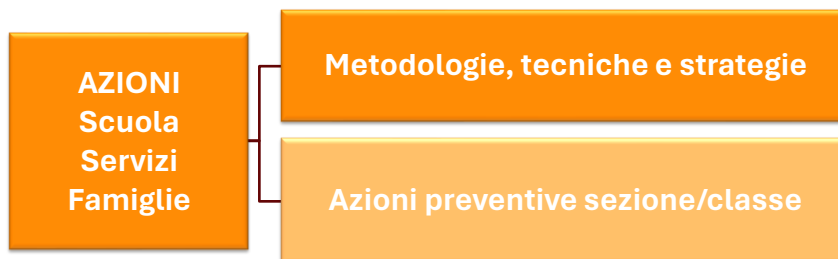 AZIONI
Scuola
Servizi
Famiglie
Metodologie, tecniche e strategie
Azioni preventive sezione/classe